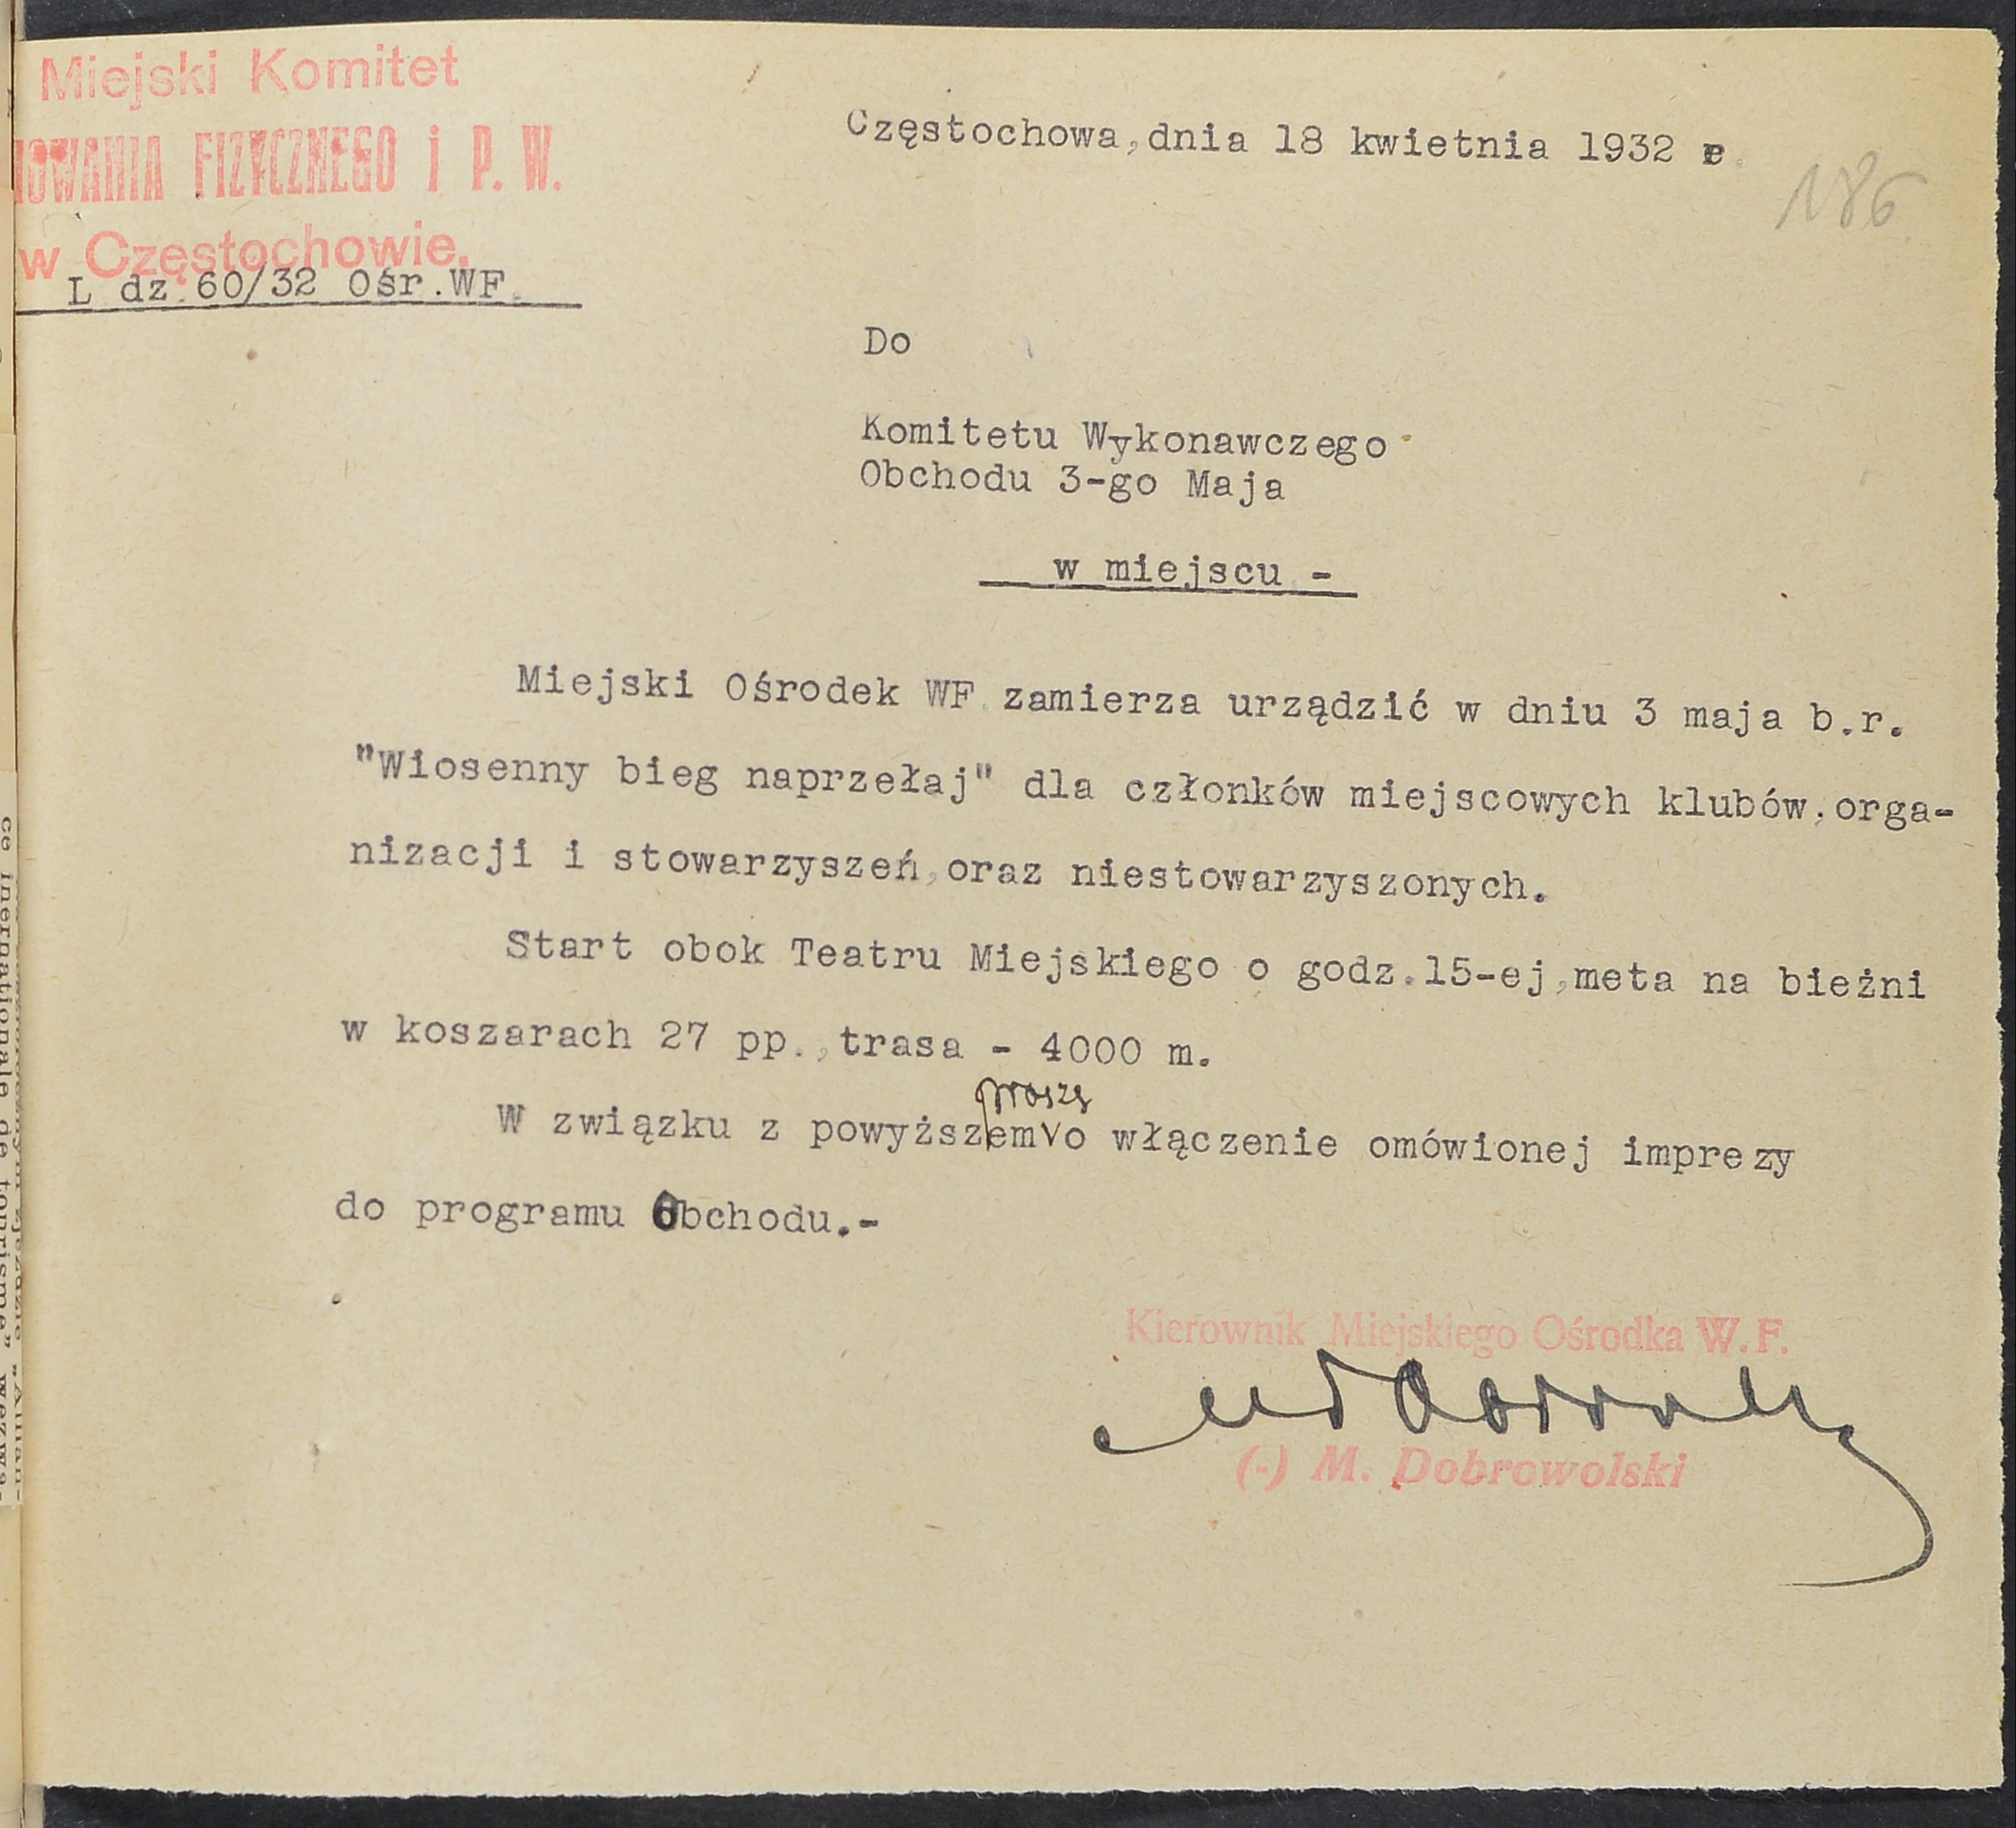 Miejski Komitet
OWANIA FIZYCZNEGO i P. W.
w Częstochowie.
L dz.60/32 Ośr.WF.
Częstochowa,dnia 18 kwietnia 1932 r.
186
Do
Komitetu Wykonawczego
Obchodu 3-go Maja
w miejscu -
Miejski Ośrodek WF. zamierza urządzić w dniu 3 maja b.r.
"Wiosenny bieg naprzełaj" dla członków miejscowych klubów,orga-
nizacji i stowarzyszeń,oraz niestowarzyszonych.
Start obok Teatru Miejskiego o godz.15-ej,meta na bieżni
w koszarach 27 pp.,trasa - 4000 m.
proszę
W związku z powyższem v o włączenie omówionej imprezy
do programu Obchodu.-
Kierownik Miejskiego Ośrodka W.F.
(-) M. Dobrowolski